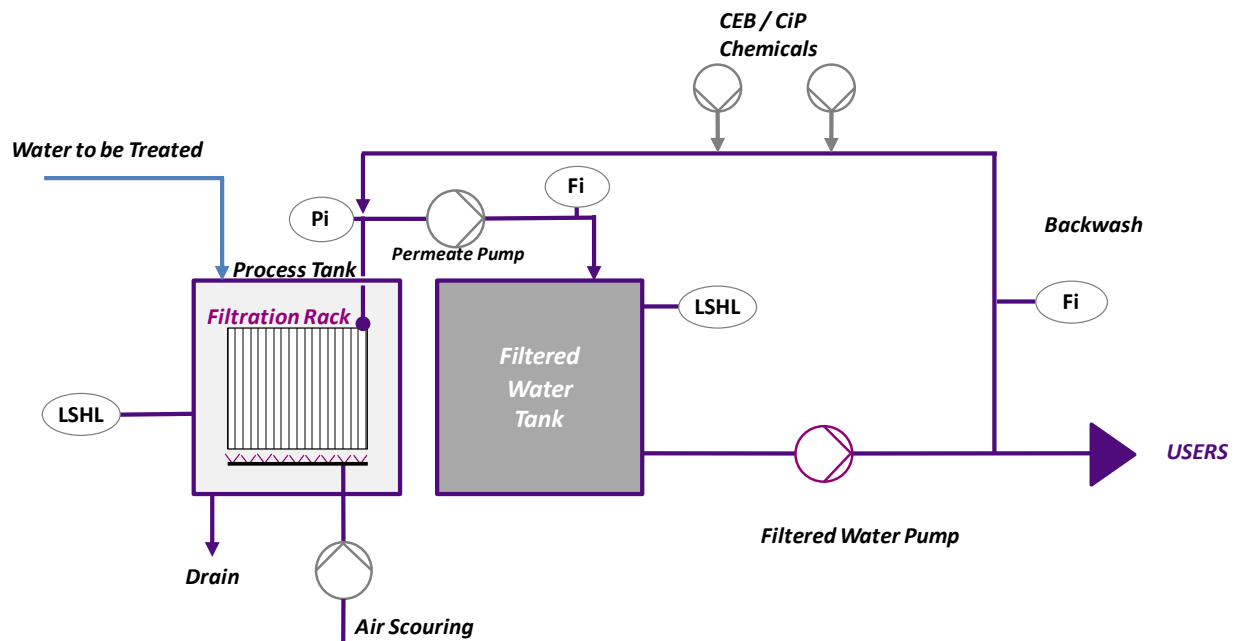 CEB / CiP
Chemicals
Water to be Treated
Fi
Pi
Permeate Pump
Backwash
Process Tank
Fi
LSHL
Filtration Rack
Filtered
Water
Tank
LSHL
USERS
Filtered Water Pump
Drain
Air Scouring